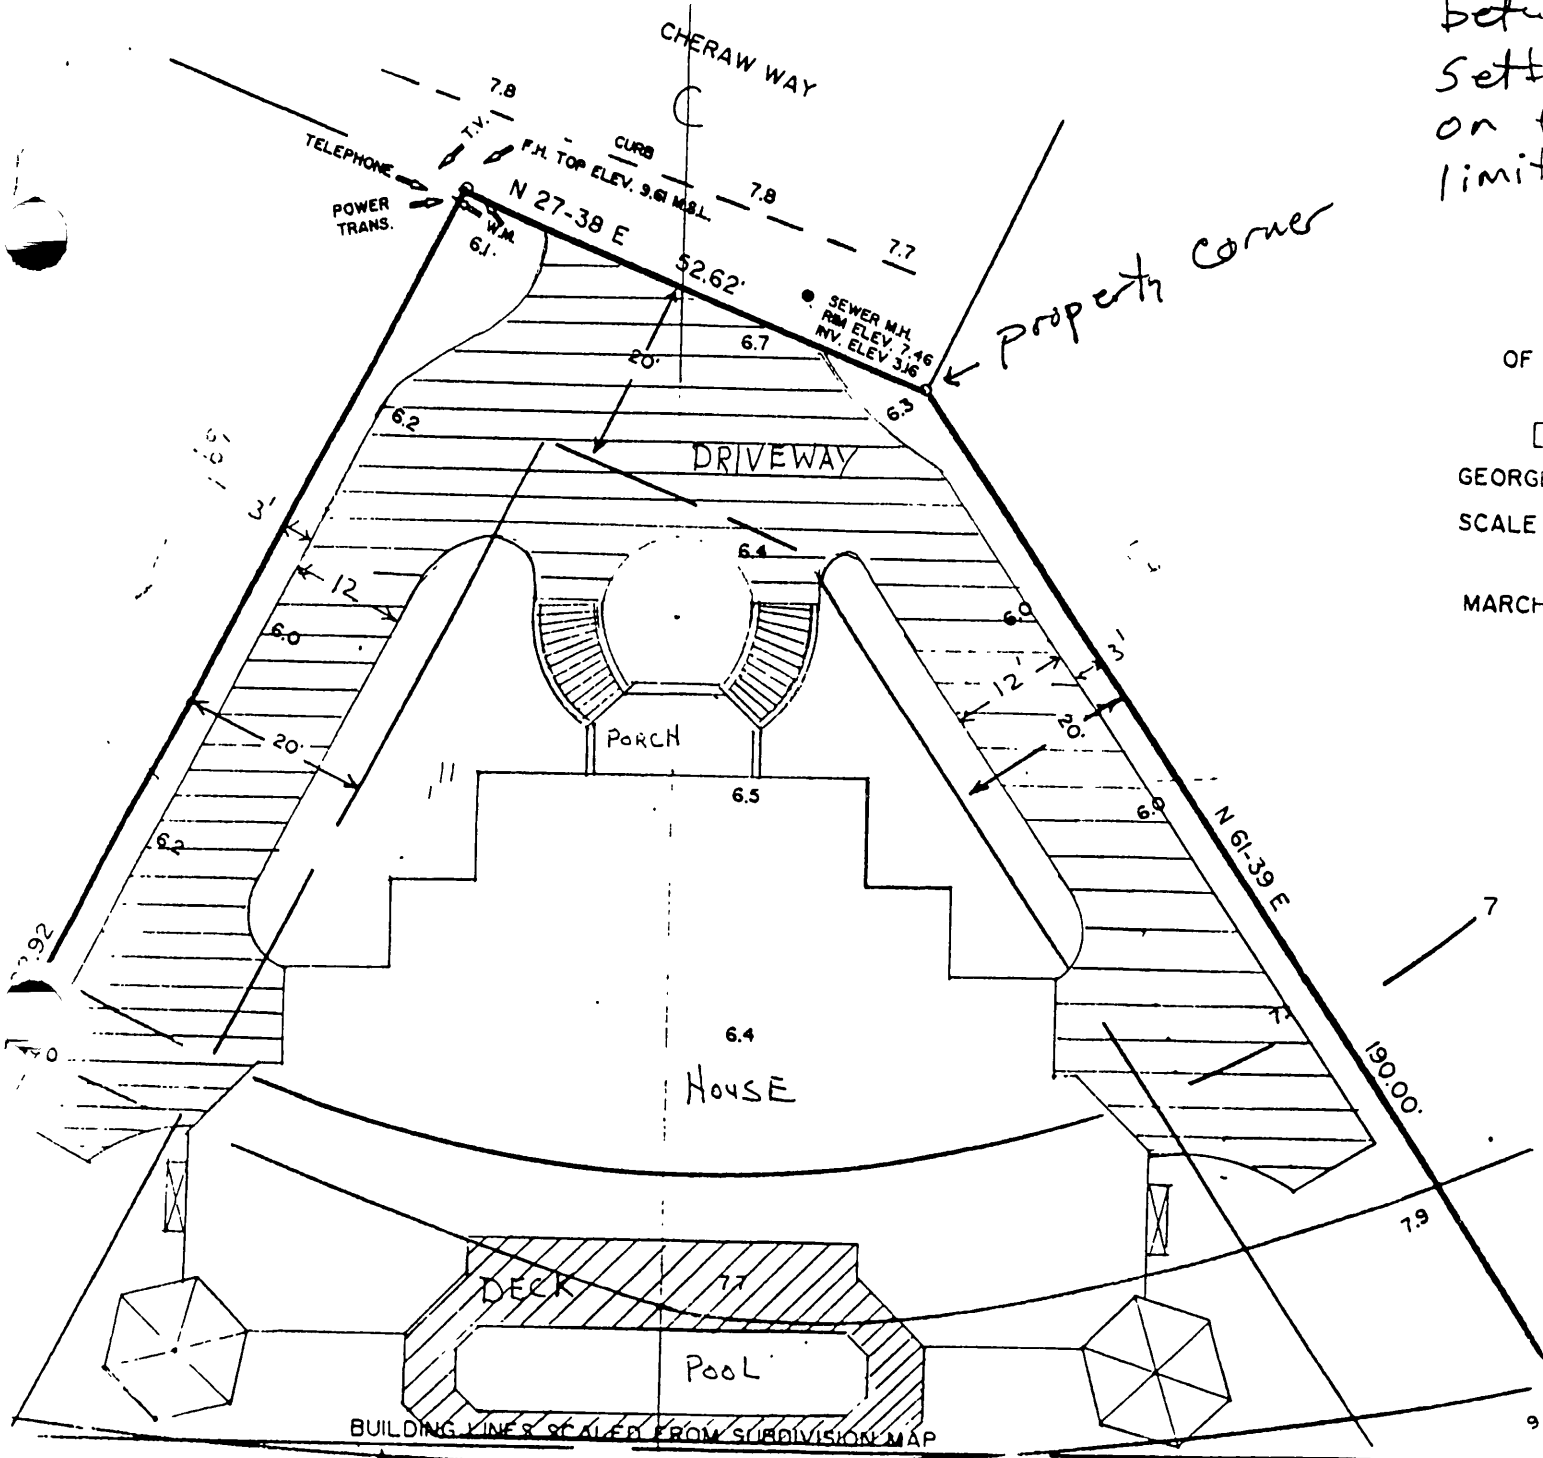 CHERAW WAY
limit
7.8
T.V.
TELEPHONE
CURB
F.H. TOP ELEV. 9.61 M.S.L.
7.8
POWER
TRANS.
N 27-38 E
W.M.
6.1
7.7
52.62'
property corner
SEWER M.H.
RIM ELEV. 7.46
INV. ELEV 3.16
6.7
20'
OF
6.3
6.2
DRIVEWAY
GEORGE
SCALE
3'
6.4
12
MARCH
6.0
6.0
3'
12'
20.
20.
PORCH
6.5
6.0
6.2
N 61-39 E
7
.92
6.4
190.00'
HOUSE
7.9
DECK
7.7
POOL
9
BUILDING LINES SCALED FROM SUBDIVISION MAP